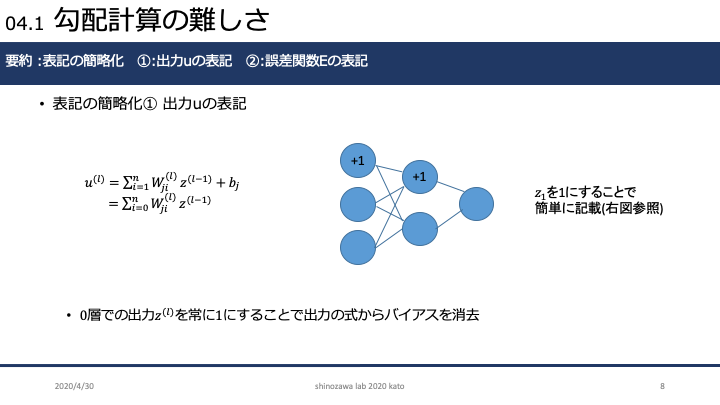 04.1 勾配計算の難しさ
要約 :表記の簡略化 ①:出力uの表記 ②:誤差関数Eの表記
• 表記の簡略化① 出力uの表記
+1
+1
u^{(l)} = \sum_{i=1}^{n} W_{ji}^{(l)} z^{(l-1)} + b_j
= \sum_{i=0}^{n} W_{ji}^{(l)} z^{(l-1)}
z_1を1にすることで
簡単に記載(右図参照)
• 0層での出力z^{(l)}を常に1にすることで出力の式からバイアスを消去
2020/4/30
shinozawa lab 2020 kato
8